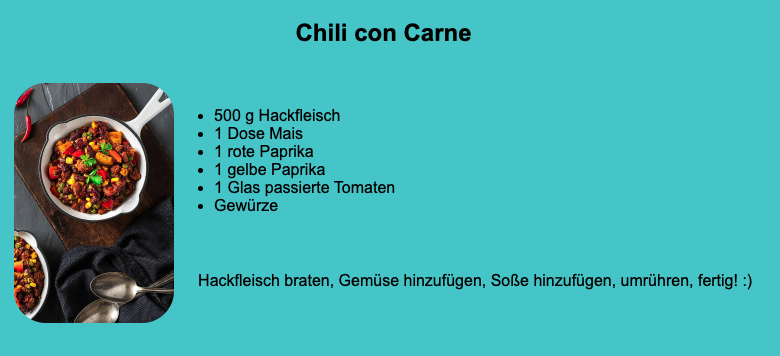 Chili con Carne
500 g Hackfleisch
1 Dose Mais
1 rote Paprika
1 gelbe Paprika
1 Glas passierte Tomaten
Gewürze
Hackfleisch braten, Gemüse hinzufügen, Soße hinzufügen, umrühren, fertig! :)